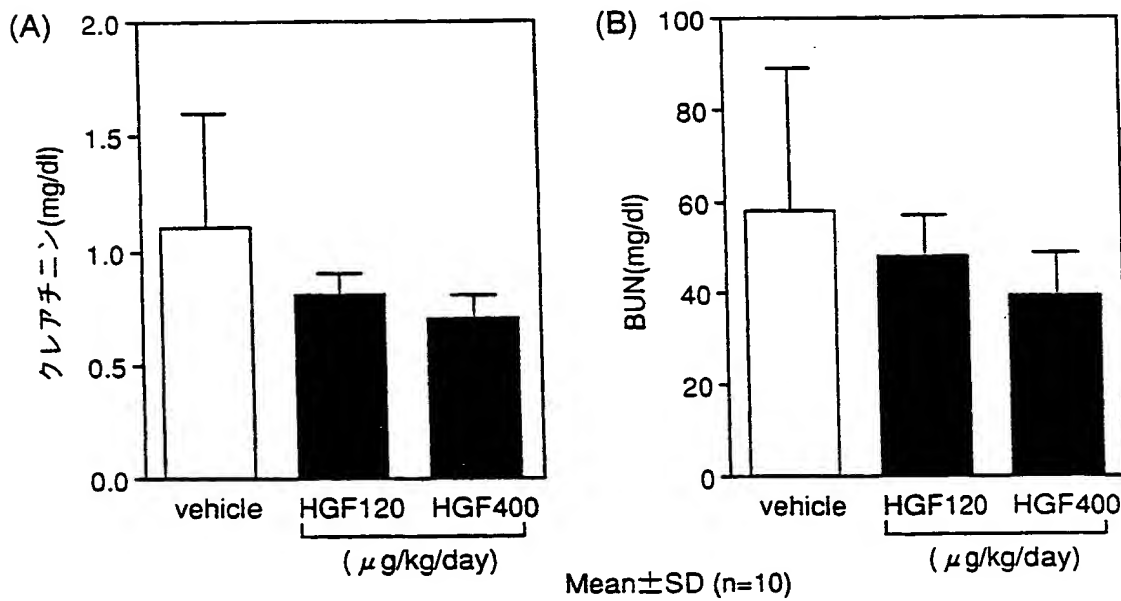 (A)
クレアチニン(mg/dl)
2.0
1.5
1.0
0.5
0.0
vehicle HGF120 HGF400
( μg/kg/day)
(B)
BUN(mg/dl)
100
80
60
40
20
0
vehicle HGF120 HGF400
( μg/kg/day)
Mean±SD (n=10)